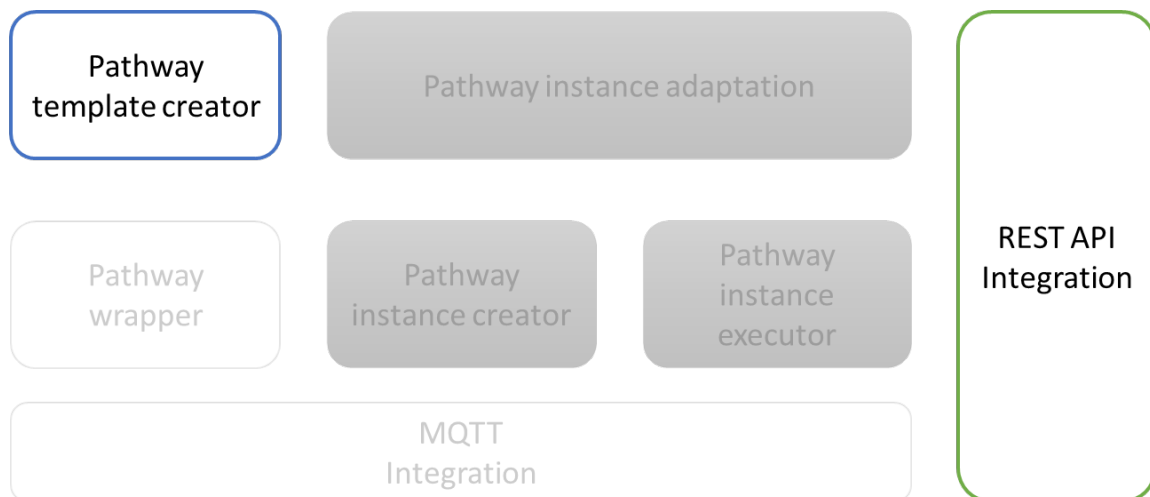 Pathway
template creator
Pathway instance adaptation
Pathway
wrapper
Pathway
instance creator
Pathway
instance
executor
REST API
Integration
MQTT
Integration